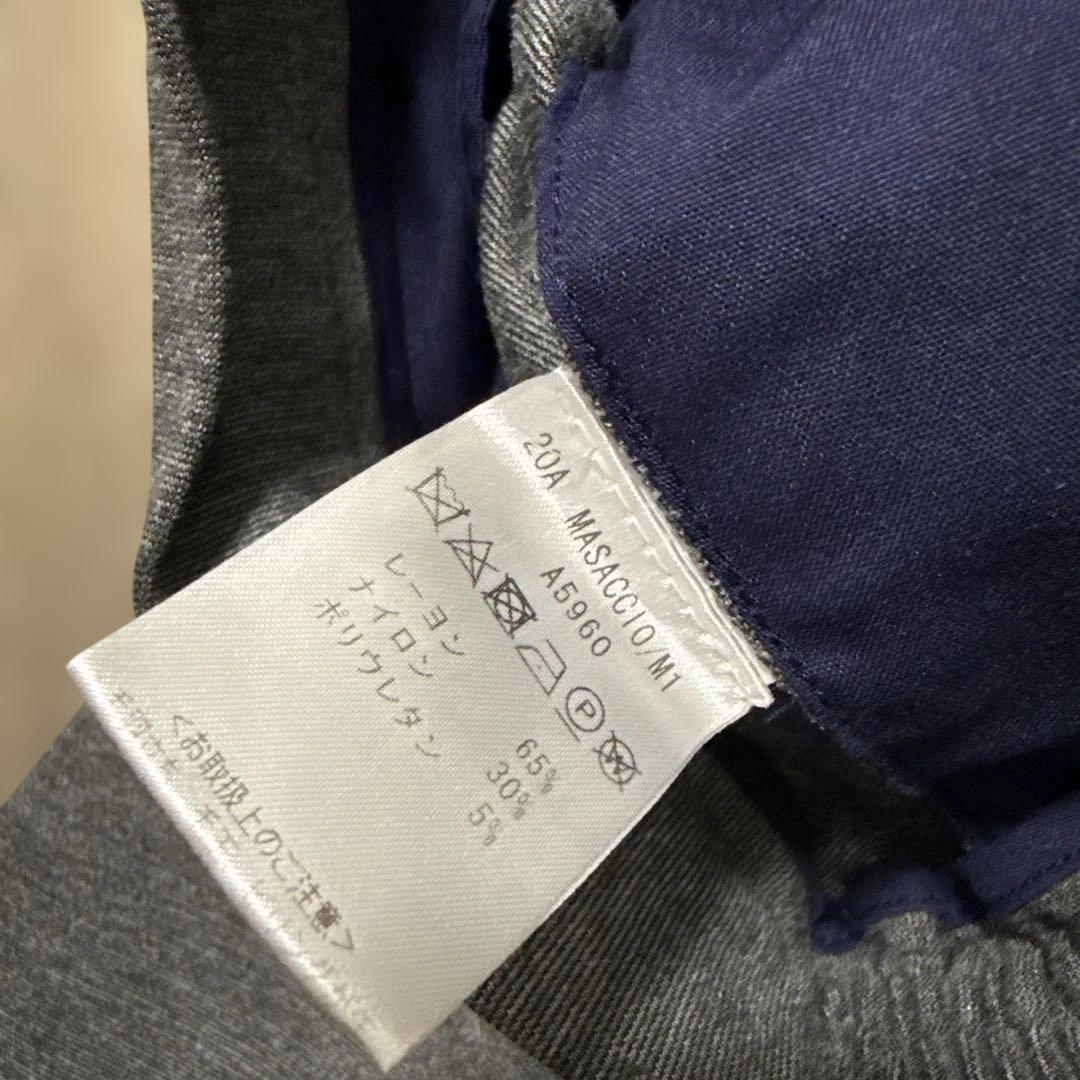 20A MASACCIO/M1
A5960
P
W
レーヨン 65%
ナイロン 30%
ポリウレタン 5%
<お取扱上のご注意>